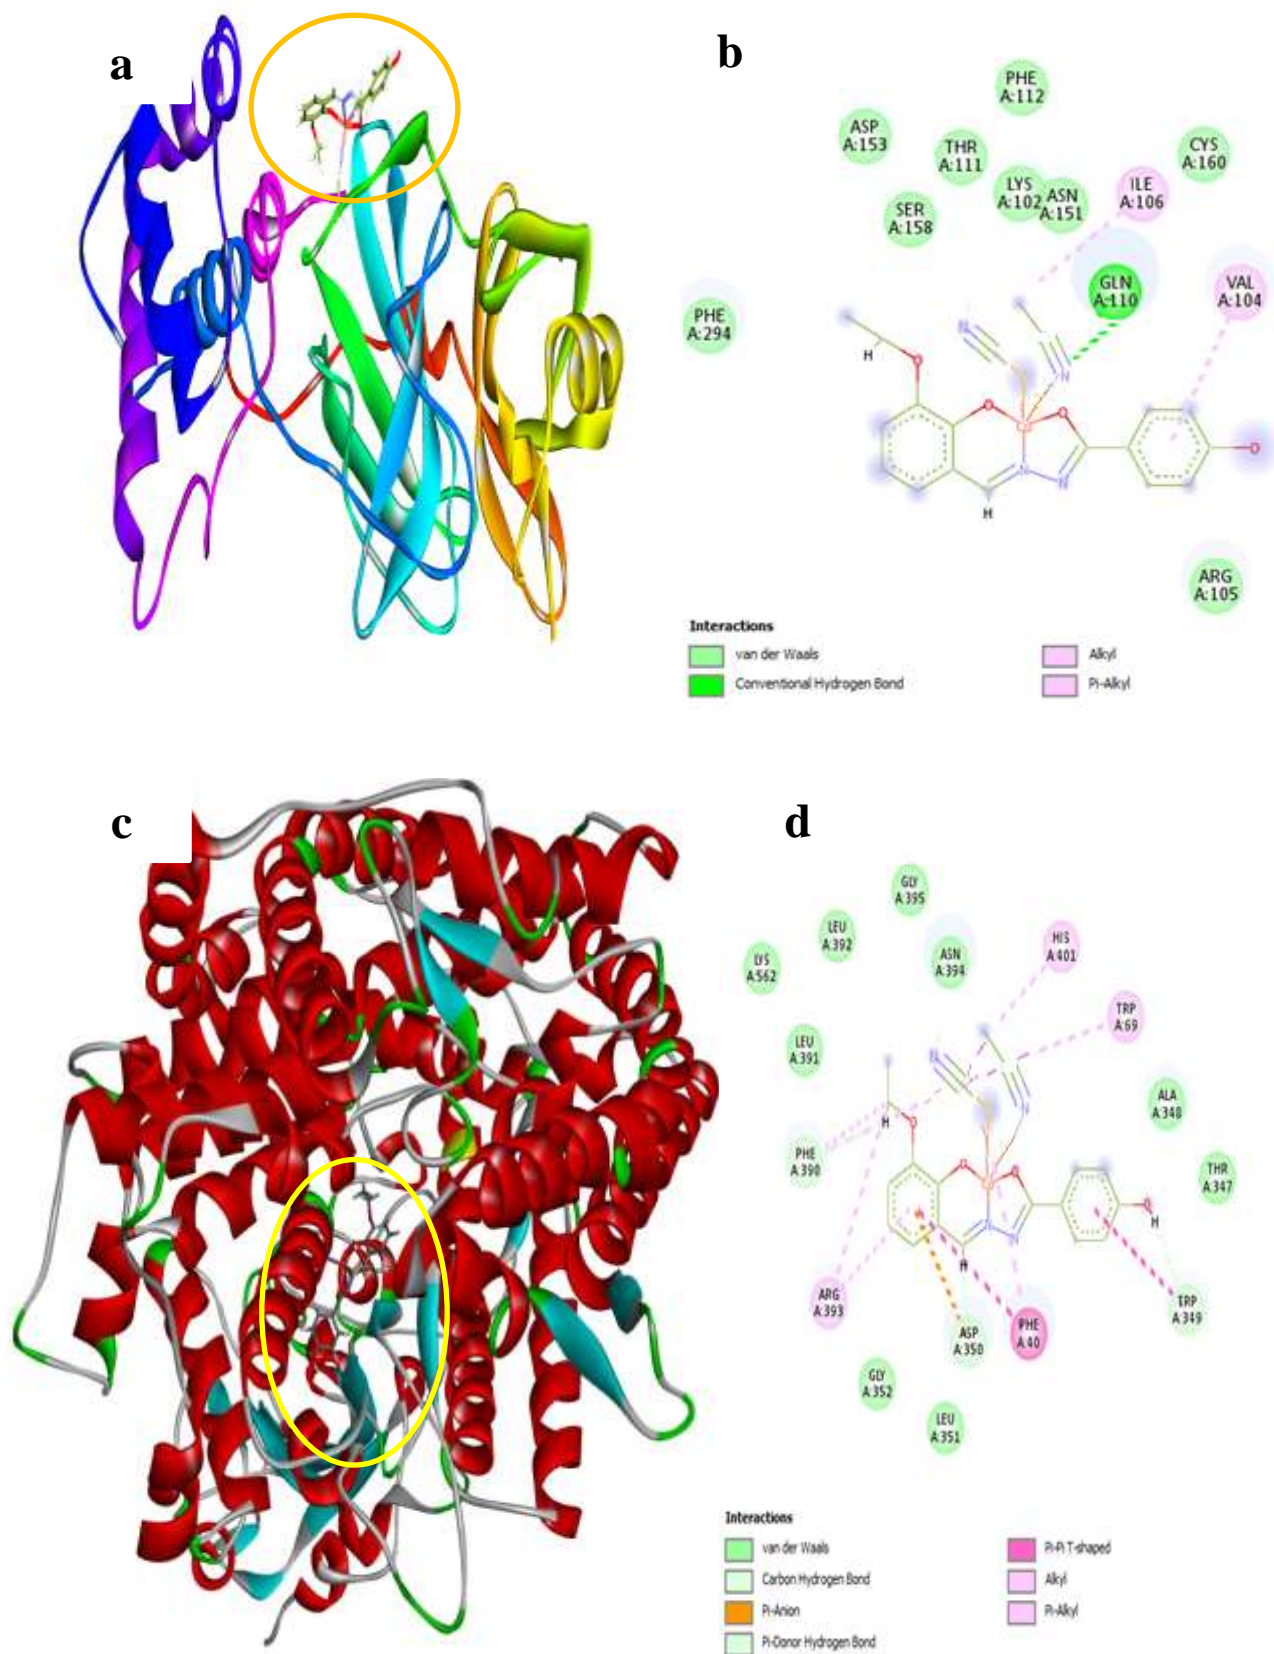 a
b
PHE
A:112
ASP
A:153
THR
A:111
CYS
A:160
LYS
A:102
ASN
A:151
ILE
A:106
SER
A:158
GLN
A:110
VAL
A:104
PHE
A:294
N
N
H
O
O
O
N
N
O
H
ARG
A:105
Interactions
van der Waals
Alkyl
Conventional Hydrogen Bond
Pi-Alkyl
c
d
GLY
A:395
LEU
A:392
ASN
A:394
HIS
A:401
LYS
A:562
TRP
A:69
LEU
A:391
ALA
A:348
N
N
H
O
PHE
A:390
THR
A:347
O
O
N
N
OH
H
H
ARG
A:393
ASP
A:350
PHE
A:40
TRP
A:349
GLY
A:352
LEU
A:351
Interactions
van der Waals
Pi-Pi T-shaped
Carbon Hydrogen Bond
Alkyl
Pi-Anion
Pi-Alkyl
Pi-Donor Hydrogen Bond